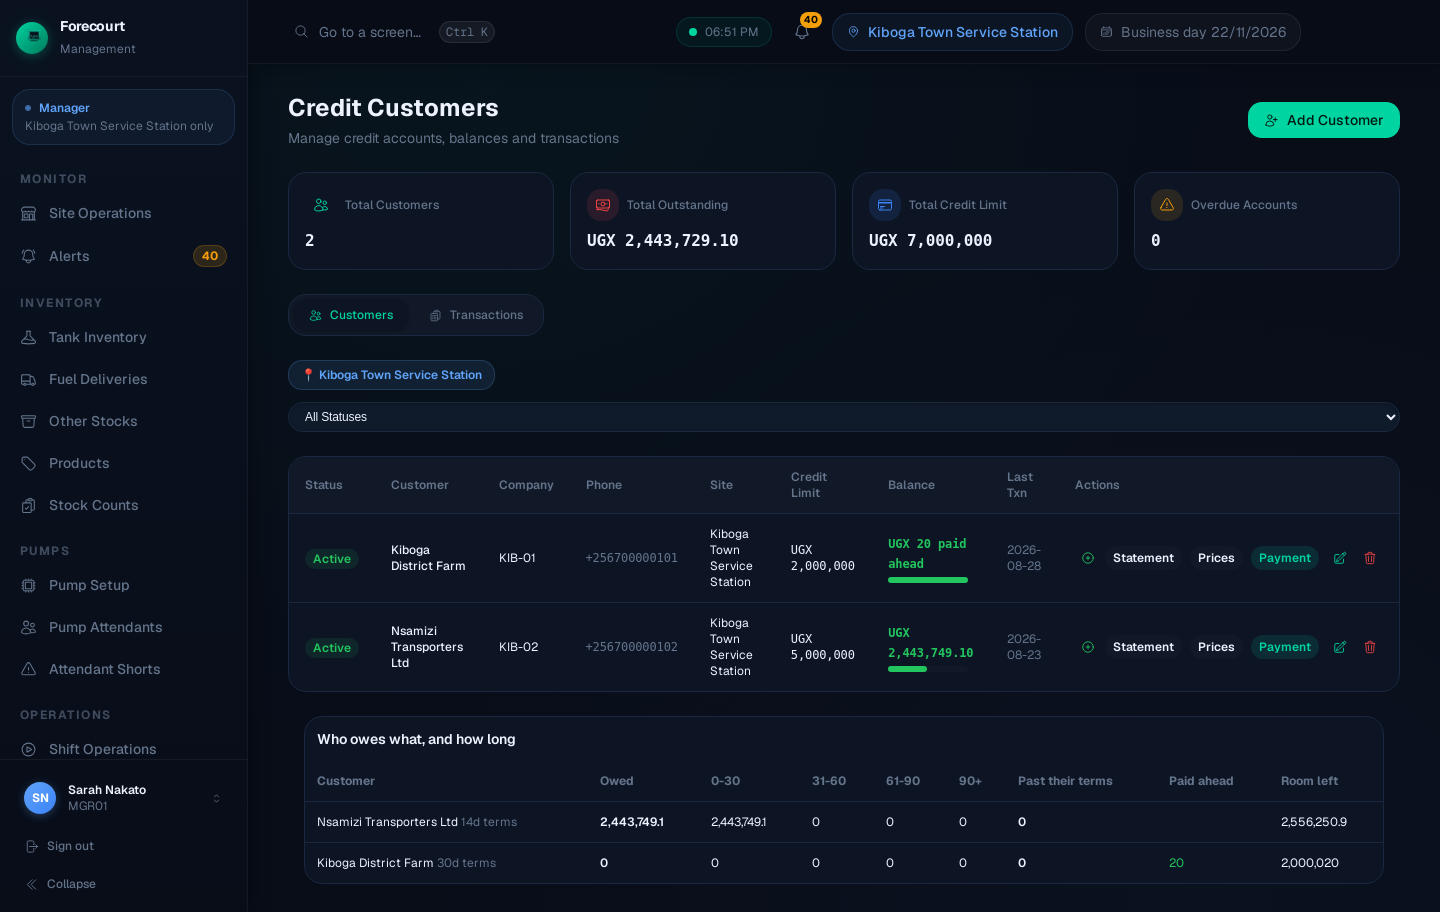 Forecourt
Management
Manager
Kiboga Town Service Station only
MONITOR
Site Operations
Alerts
40
INVENTORY
Tank Inventory
Fuel Deliveries
Other Stocks
Products
Stock Counts
PUMPS
Pump Setup
Pump Attendants
Attendant Shorts
OPERATIONS
Shift Operations
SN
Sarah Nakato
MGR01
Sign out
Collapse
Go to a screen...
Ctrl K
06:51 PM
40
Kiboga Town Service Station
Business day 22/11/2026
Credit Customers
Manage credit accounts, balances and transactions
Add Customer
Total Customers
2
Total Outstanding
UGX 2,443,729.10
Total Credit Limit
UGX 7,000,000
Overdue Accounts
0
Customers
Transactions
Kiboga Town Service Station
All Statuses
Status Customer Company Phone Site Credit Limit Balance Last Txn Actions
Active
Kiboga District Farm
KIB-01
+256700000101
Kiboga Town Service Station
UGX 2,000,000
UGX 20 paid ahead
2026-08-28
Statement Prices Payment
Active
Nsamizi Transporters Ltd
KIB-02
+256700000102
Kiboga Town Service Station
UGX 5,000,000
UGX 2,443,749.10
2026-08-23
Statement Prices Payment
Who owes what, and how long
Customer Owed 0-30 31-60 61-90 90+ Past their terms Paid ahead Room left
Nsamizi Transporters Ltd 14d terms 2,443,749.1 2,443,749.1 0 0 0 0 2,556,250.9
Kiboga District Farm 30d terms 0 0 0 0 0 0 20 2,000,020